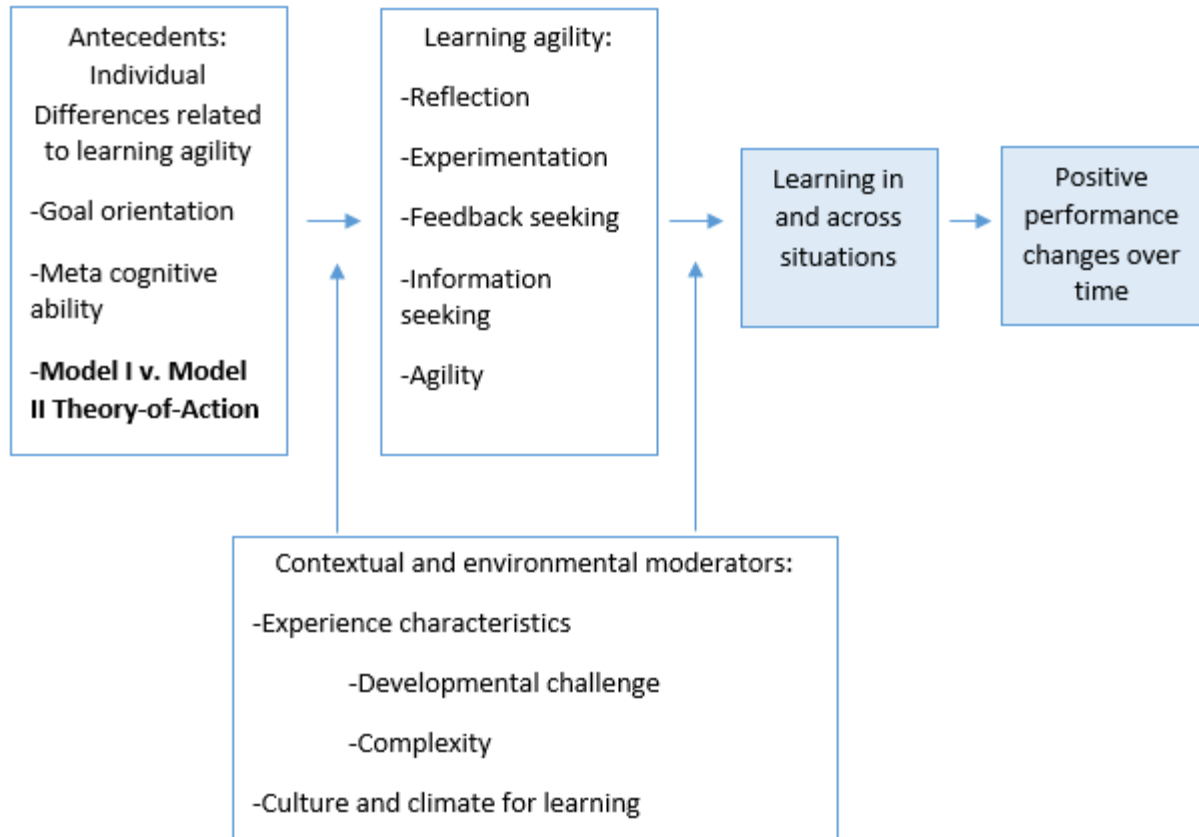 Antecedents:
Individual
Differences related
to learning agility
-Goal orientation
-Meta cognitive
ability
-Model I v. Model
II Theory-of-Action
Learning agility:
-Reflection
-Experimentation
-Feedback seeking
-Information
seeking
-Agility
Learning in
and across
situations
Positive
performance
changes over
time
Contextual and environmental moderators:
-Experience characteristics
-Developmental challenge
-Complexity
-Culture and climate for learning